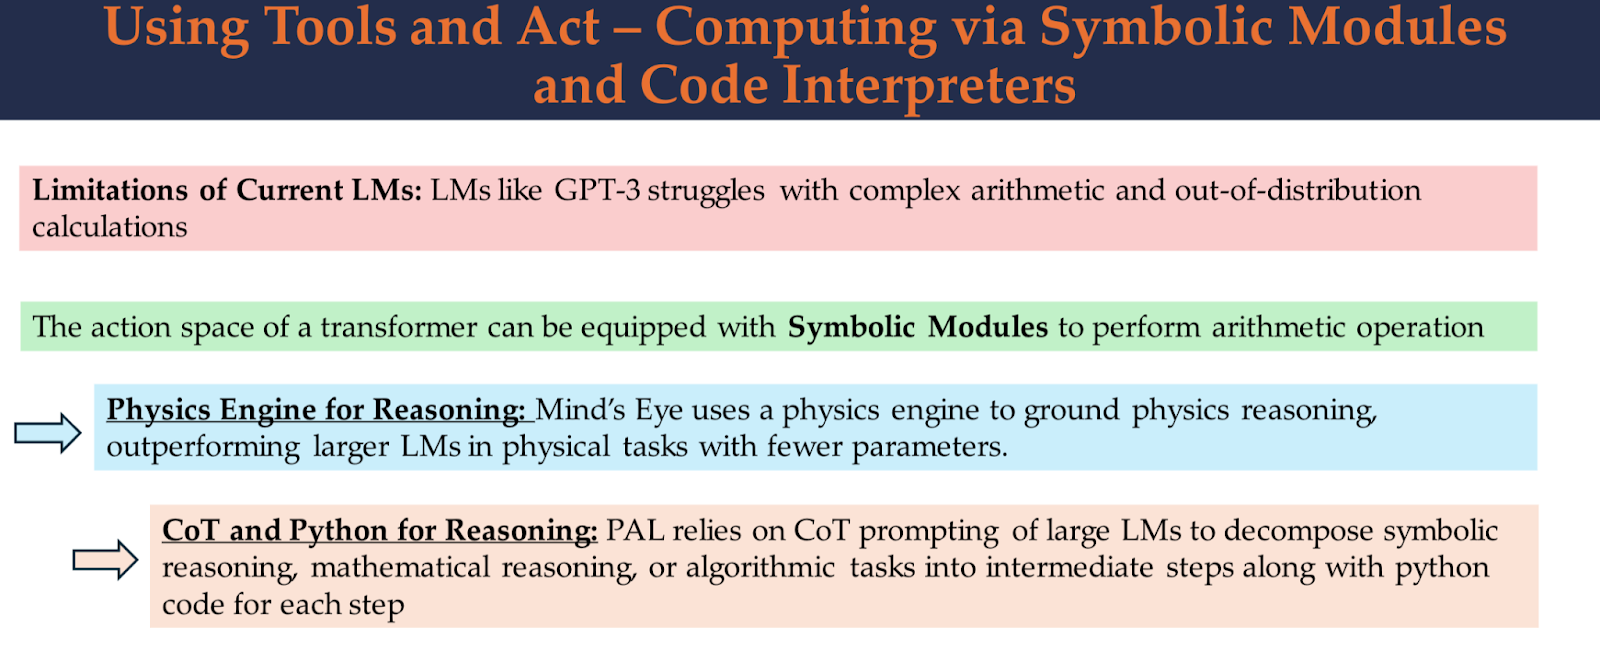 Using Tools and Act – Computing via Symbolic Modules
and Code Interpreters
Limitations of Current LMs: LMs like GPT-3 struggles with complex arithmetic and out-of-distribution
calculations
The action space of a transformer can be equipped with Symbolic Modules to perform arithmetic operation
Physics Engine for Reasoning: Mind’s Eye uses a physics engine to ground physics reasoning,
outperforming larger LMs in physical tasks with fewer parameters.
CoT and Python for Reasoning: PAL relies on CoT prompting of large LMs to decompose symbolic
reasoning, mathematical reasoning, or algorithmic tasks into intermediate steps along with python
code for each step